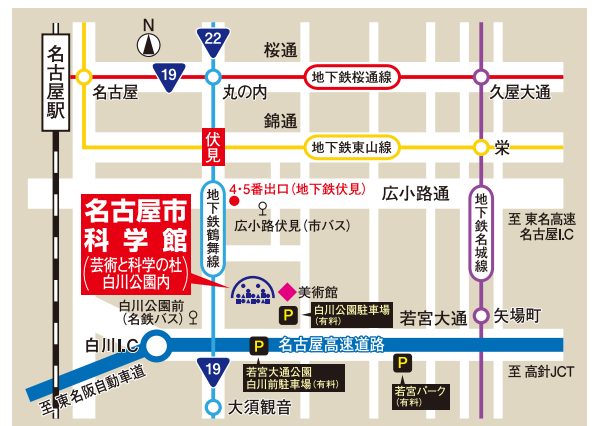 N
22
桜通
19
地下鉄桜通線
名古屋駅
名古屋
丸の内
久屋大通
錦通
伏見
地下鉄東山線
栄
4・5番出口(地下鉄伏見)
広小路通
広小路伏見(市バス)
地下鉄鶴舞線
地下鉄名城線
至 東名高速
名古屋I.C
名古屋市
科学館
(芸術と科学の杜)
白川公園内
美術館
白川公園前
(名鉄バス)
P
白川公園駐車場
(有料)
若宮大通
矢場町
白川I.C
名古屋高速道路
P
若宮大通公園
白川前駐車場(有料)
P
若宮パーク
(有料)
至 高針JCT
至 東名阪自動車道
19
大須観音